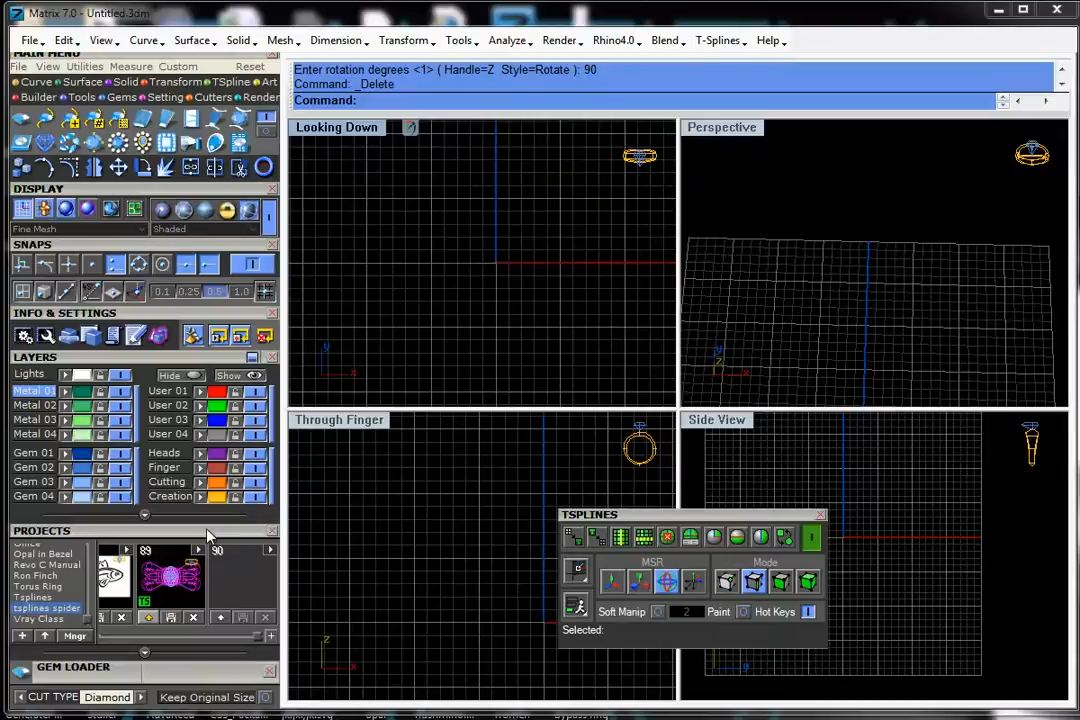 Matrix 7.0 - Untitled.3dm
File Edit View Curve Surface Solid Mesh Dimension Transform Tools Analyze Render Rhino4.0 Blend T-Splines Help
MAIN MENU
File View Utilities Measure Custom Reset
Curve Surface Solid Transform TSpline Art
Builder Tools Gems Setting Cutters Render
Enter rotation degrees <1> ( Handle=Z Style=Rotate ): 90
Command: _Delete
Command:
Looking Down
Perspective
DISPLAY
Fine Mesh
Shaded
SNAPS
0.1 0.25 0.5 1.0
INFO & SETTINGS
LAYERS
Lights Hide Show
Metal 01 User 01
Metal 02 User 02
Metal 03 User 03
Metal 04 User 04
Gem 01 Heads
Gem 02 Finger
Gem 03 Cutting
Gem 04 Creation
Through Finger
Side View
PROJECTS
Opal in Bezel
Revo C Manual
Ron Finch
Torus Ring
Tsplines
tsplines spider
Vray Class
89
90
TS
Mngr
GEM LOADER
CUT TYPE Diamond Keep Original Size
TSPLINES
MSR Mode
Soft Manip 2 Paint Hot Keys
Selected:
x
y
z